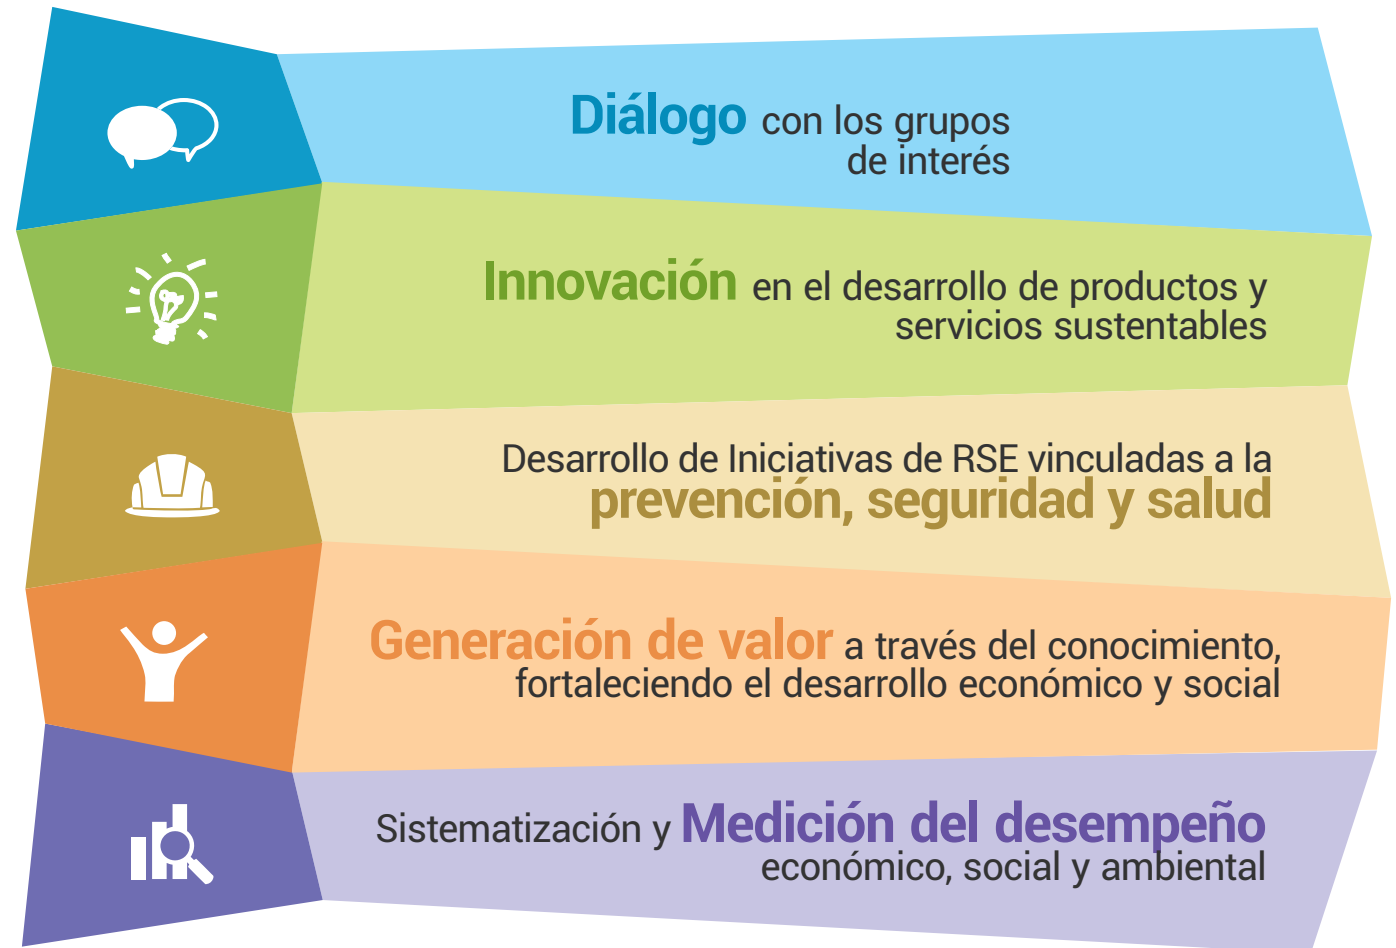 Diálogo con los grupos
de interés
Innovación en el desarrollo de productos y
servicios sustentables
Desarrollo de Iniciativas de RSE vinculadas a la
prevención, seguridad y salud
Generación de valor a través del conocimiento,
fortaleciendo el desarrollo económico y social
Sistematización y Medición del desempeño
económico, social y ambiental